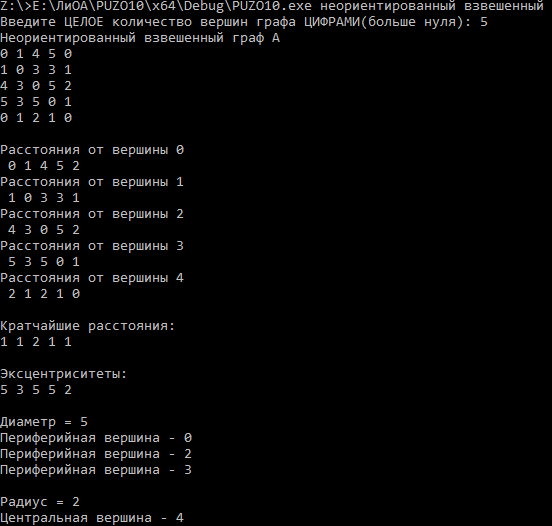 Z:\>E:\ЛиОА\PUZO10\x64\Debug\PUZO10.exe неориентированный взвешенный
Введите ЦЕЛОЕ количество вершин графа ЦИФРАМИ(больше нуля): 5
Неориентированный взвешенный граф A
0 1 4 5 0
1 0 3 3 1
4 3 0 5 2
5 3 5 0 1
0 1 2 1 0
Расстояния от вершины 0
0 1 4 5 2
Расстояния от вершины 1
1 0 3 3 1
Расстояния от вершины 2
4 3 0 5 2
Расстояния от вершины 3
5 3 5 0 1
Расстояния от вершины 4
2 1 2 1 0
Кратчайшие расстояния:
1 1 2 1 1
Эксцентриситеты:
5 3 5 5 2
Диаметр = 5
Периферийная вершина - 0
Периферийная вершина - 2
Периферийная вершина - 3
Радиус = 2
Центральная вершина - 4